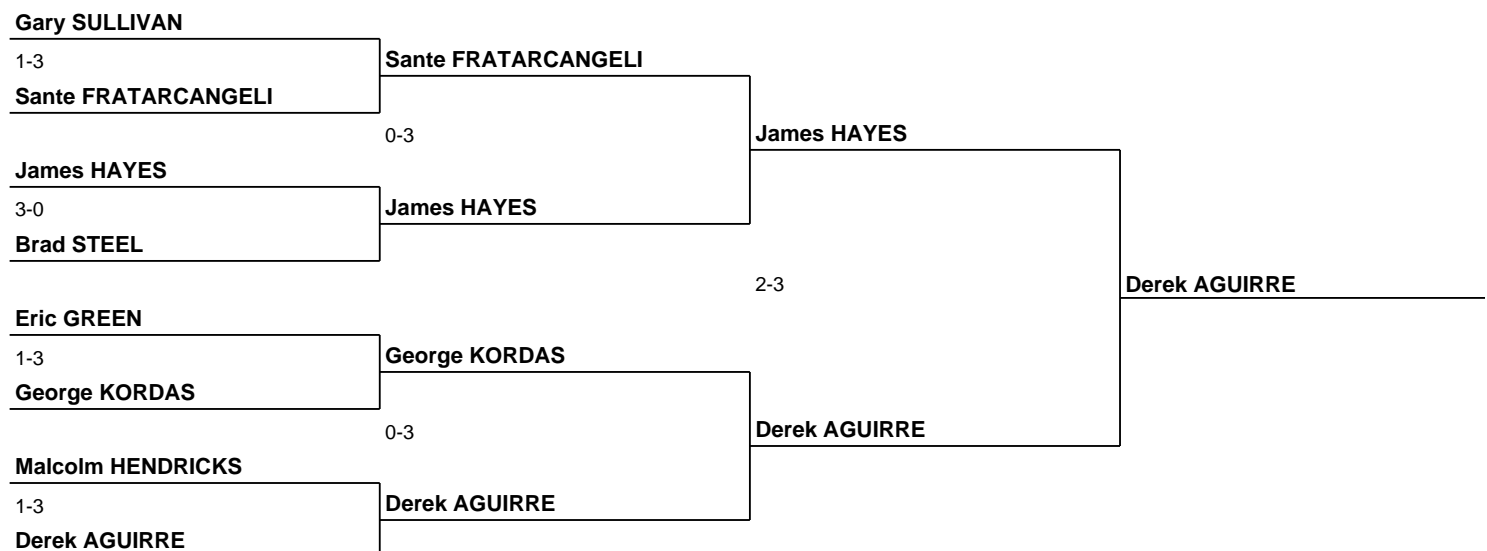 Gary SULLIVAN
1-3
Sante FRATARCANGELI
Sante FRATARCANGELI
0-3
James HAYES
James HAYES
3-0
James HAYES
Brad STEEL
2-3
Derek AGUIRRE
Eric GREEN
1-3
George KORDAS
George KORDAS
0-3
Derek AGUIRRE
Malcolm HENDRICKS
1-3
Derek AGUIRRE
Derek AGUIRRE